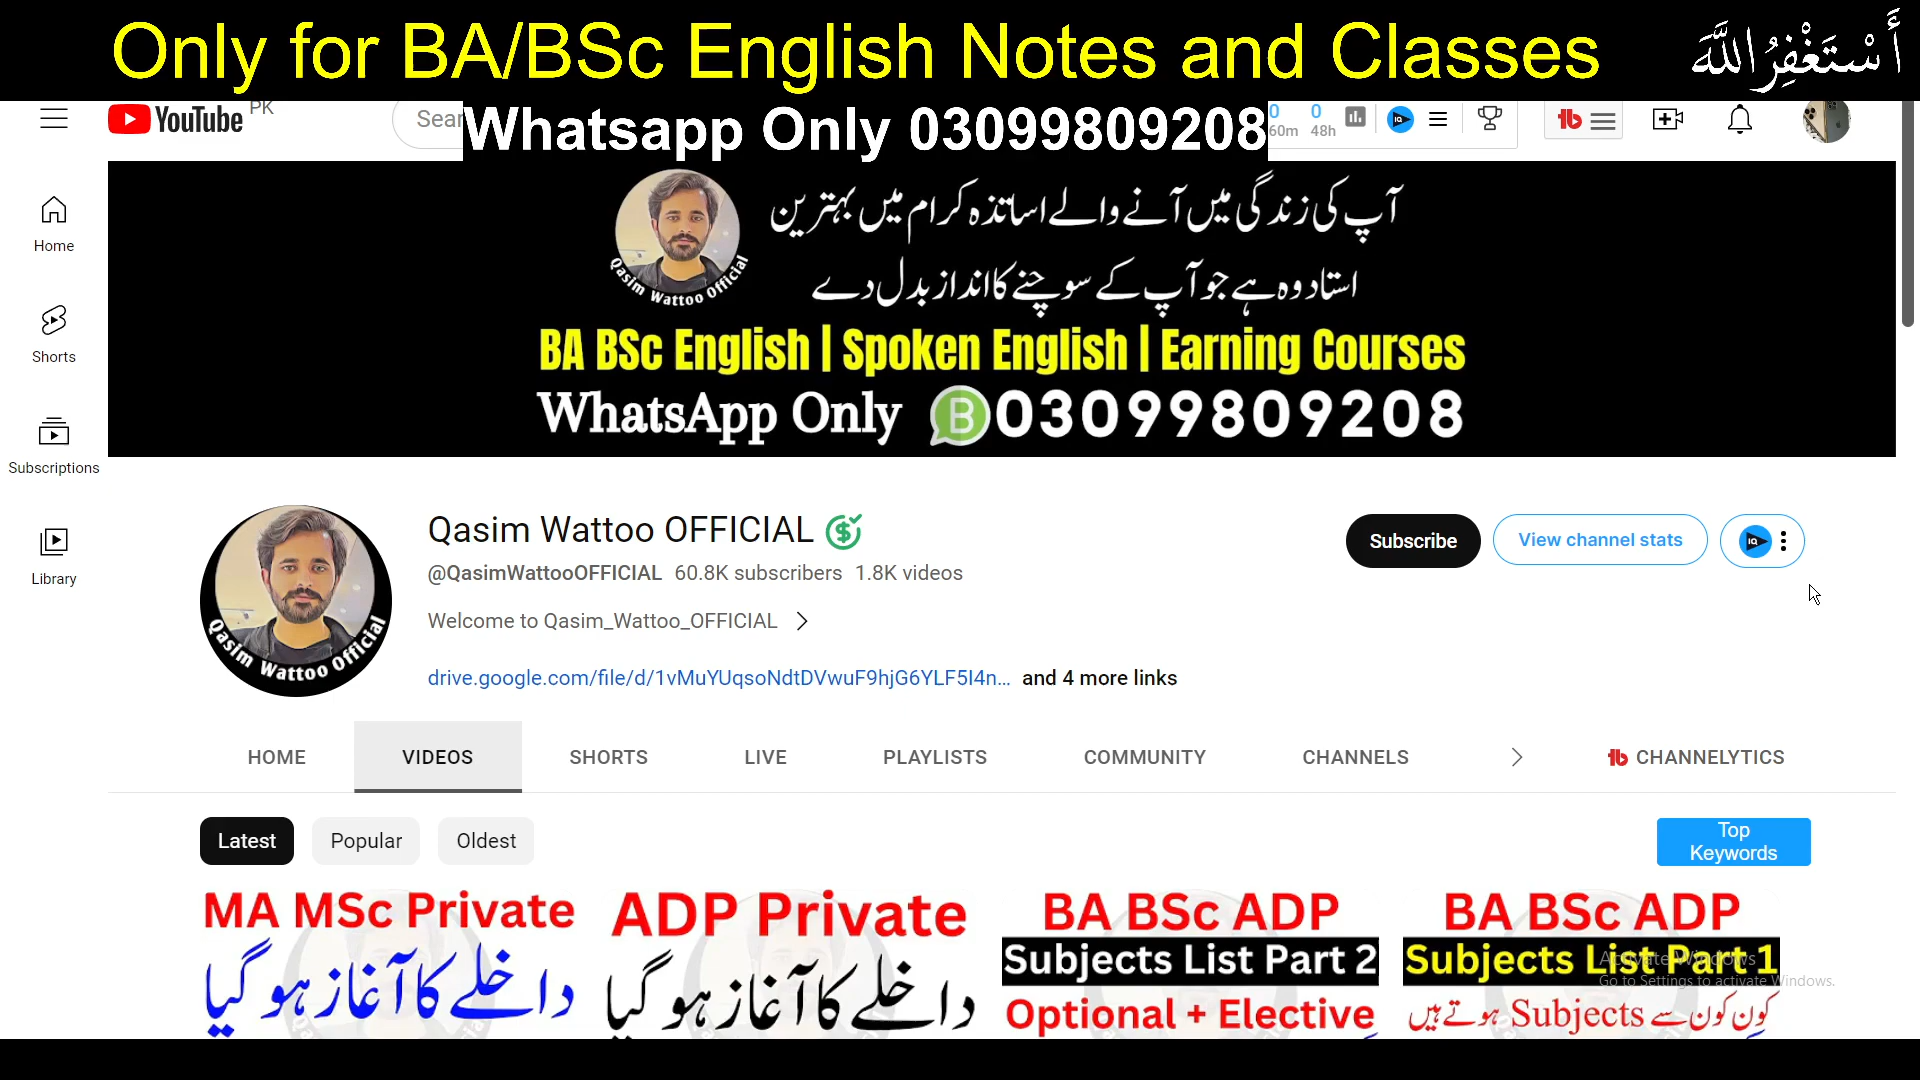 Only for BA/BSc English Notes and Classes
أَسْتَغْفِرُاللّٰه
YouTube PK
Sear
Whatsapp Only 03099809208
0
60m
0
48h
آپ کی زندگی میں آنے والے اساتذہ کرام میں بہترین
استاد وہ ہے جو آپ کے سوچنے کا انداز بدل دے
Qasim Wattoo Official
BA BSc English | Spoken English | Earning Courses
WhatsApp Only 03099809208
Home
Shorts
Subscriptions
Library
Qasim Wattoo Official
Qasim Wattoo OFFICIAL
@QasimWattooOFFICIAL 60.8K subscribers 1.8K videos
Welcome to Qasim_Wattoo_OFFICIAL
drive.google.com/file/d/1vMuYUqsoNdtDVwuF9hjG6YLF5I4n... and 4 more links
Subscribe
View channel stats
HOME VIDEOS SHORTS LIVE PLAYLISTS COMMUNITY CHANNELS CHANNELYTICS
Latest Popular Oldest
Top
Keywords
MA MSc Private
داخلے کا آغاز ہو گیا
ADP Private
داخلے کا آغاز ہو گیا
BA BSc ADP
Subjects List Part 2
Optional + Elective
BA BSc ADP
Subjects List Part 1
کون کون سے Subjects ہوتے ہیں
Activate Windows
Go to Settings to activate Windows.